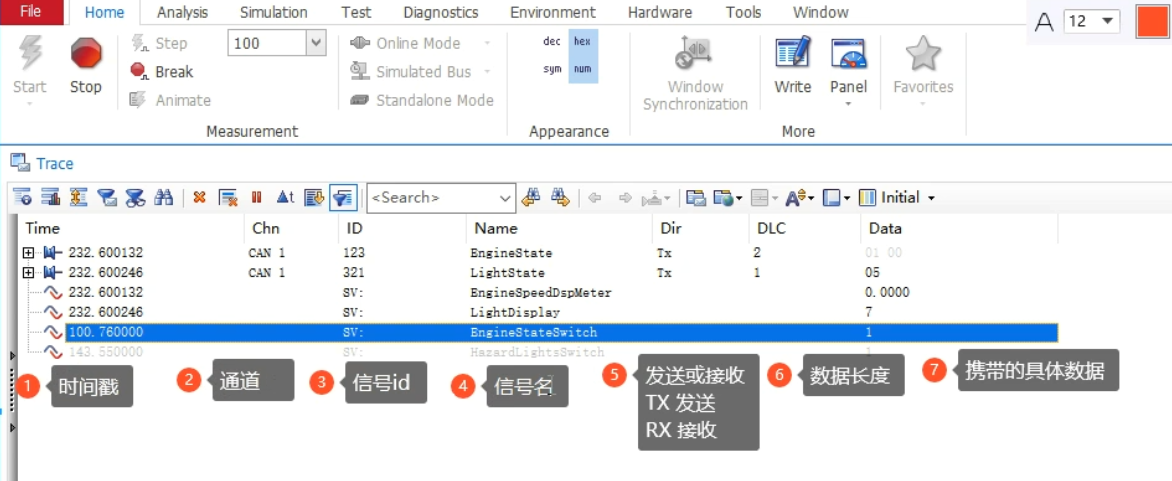 File Home Analysis Simulation Test Diagnostics Environment Hardware Tools Window
A 12
Step 100 Online Mode dec hex
Break Simulated Bus sym num
Start Stop Animate Standalone Mode Window Synchronization Write Panel Favorites
Measurement Appearance More
Trace
<Search> Initial
Time Chn ID Name Dir DLC Data
232.600132 CAN 1 123 EngineState Tx 2 01 00
232.600246 CAN 1 321 LightState Tx 1 05
232.600132 SV: EngineSpeedDspMeter 0.0000
232.600246 SV: LightDisplay 7
100.760000 SV: EngineStateSwitch 1
143.550000 SV: HazardLightsSwitch 1
1 时间戳
2 通道
3 信号id
4 信号名
5 发送或接收
TX 发送
RX 接收
6 数据长度
7 携带的具体数据